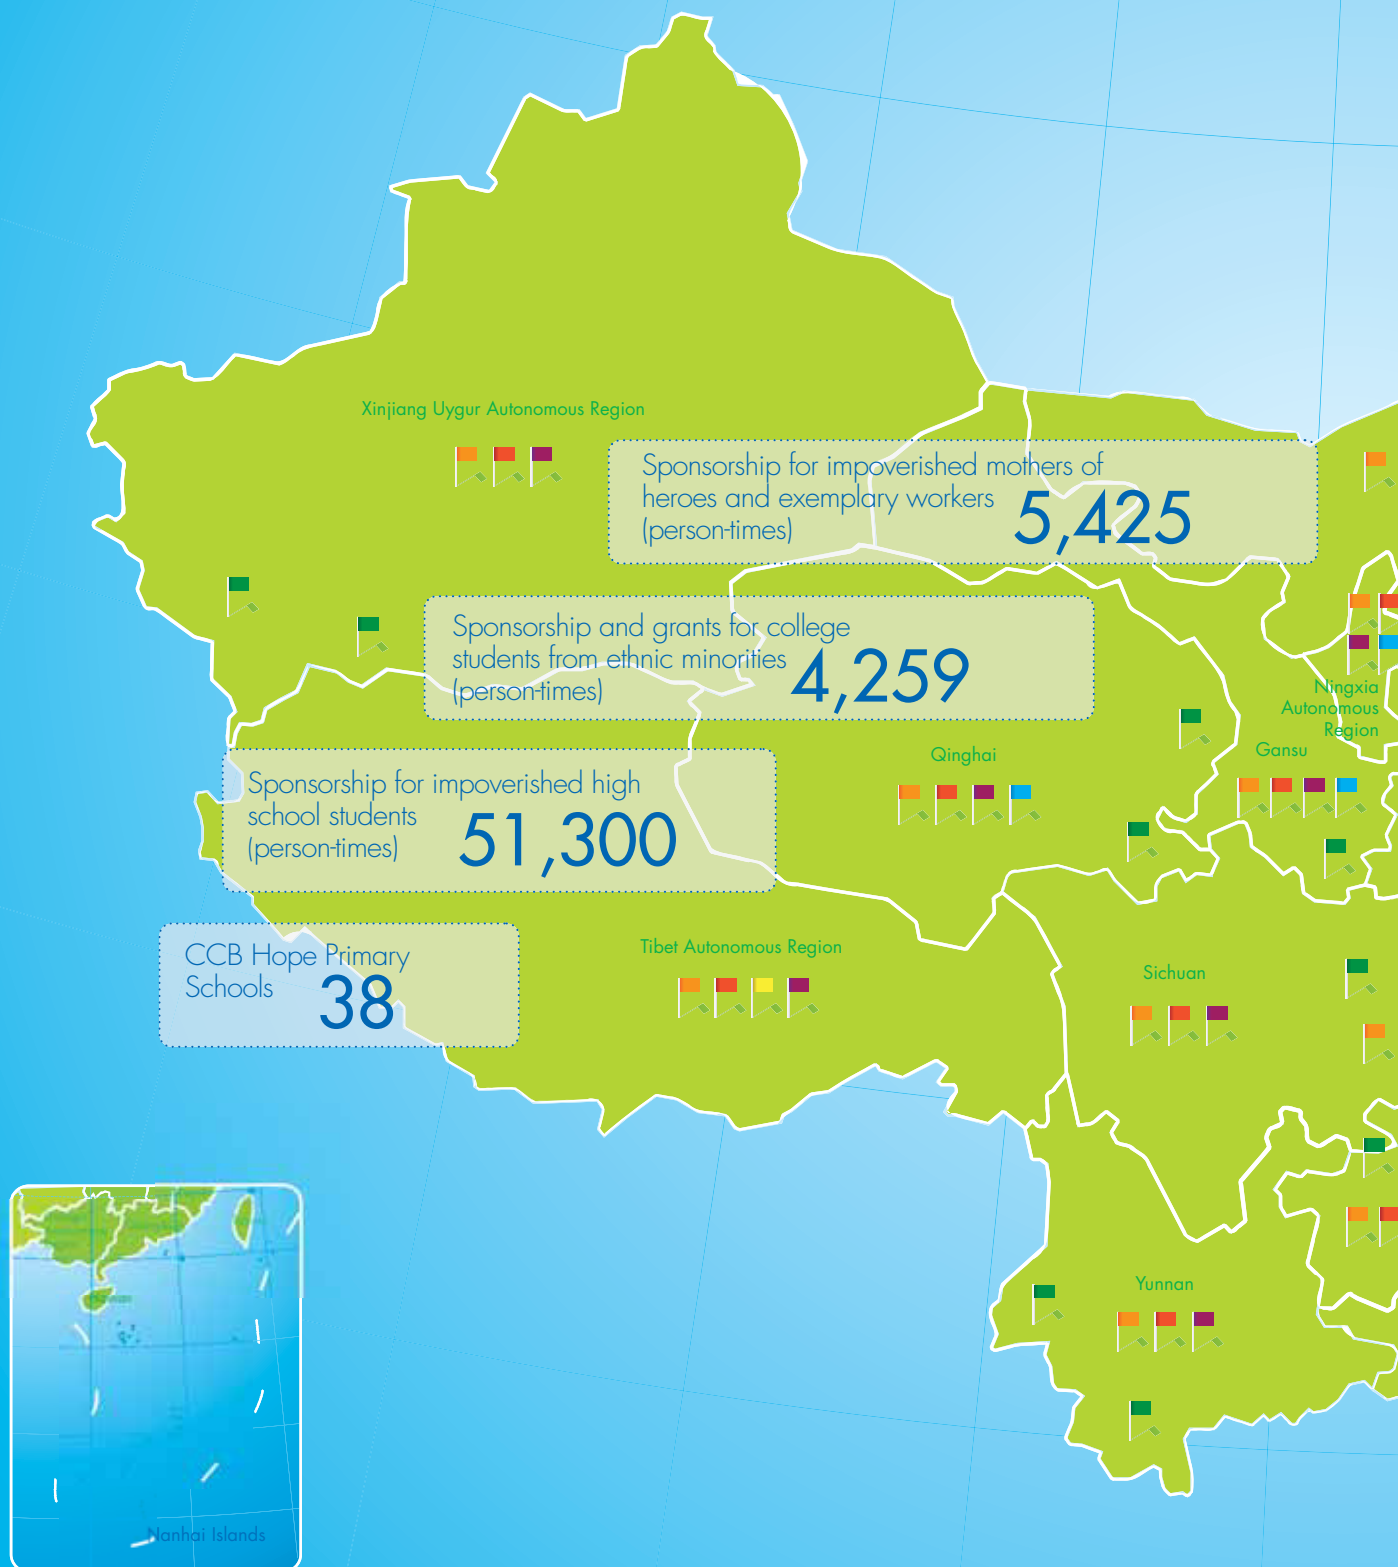 Xinjiang Uygur Autonomous Region
Sponsorship for impoverished mothers of
heroes and exemplary workers
(person-times)
5,425
Sponsorship and grants for college
students from ethnic minorities
(person-times)
4,259
Ningxia
Autonomous
Region
Gansu
Qinghai
Sponsorship for impoverished high
school students
(person-times)
51,300
CCB Hope Primary
Schools
38
Tibet Autonomous Region
Sichuan
Yunnan
Nanhai Islands